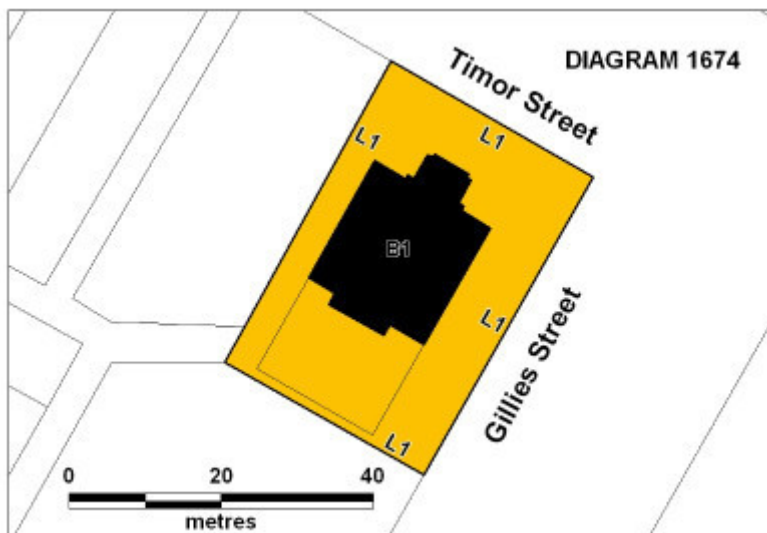 DIAGRAM 1674
Timor Street
L1
L1
B1
L1
Gillies Street
L1
0 20 40
metres